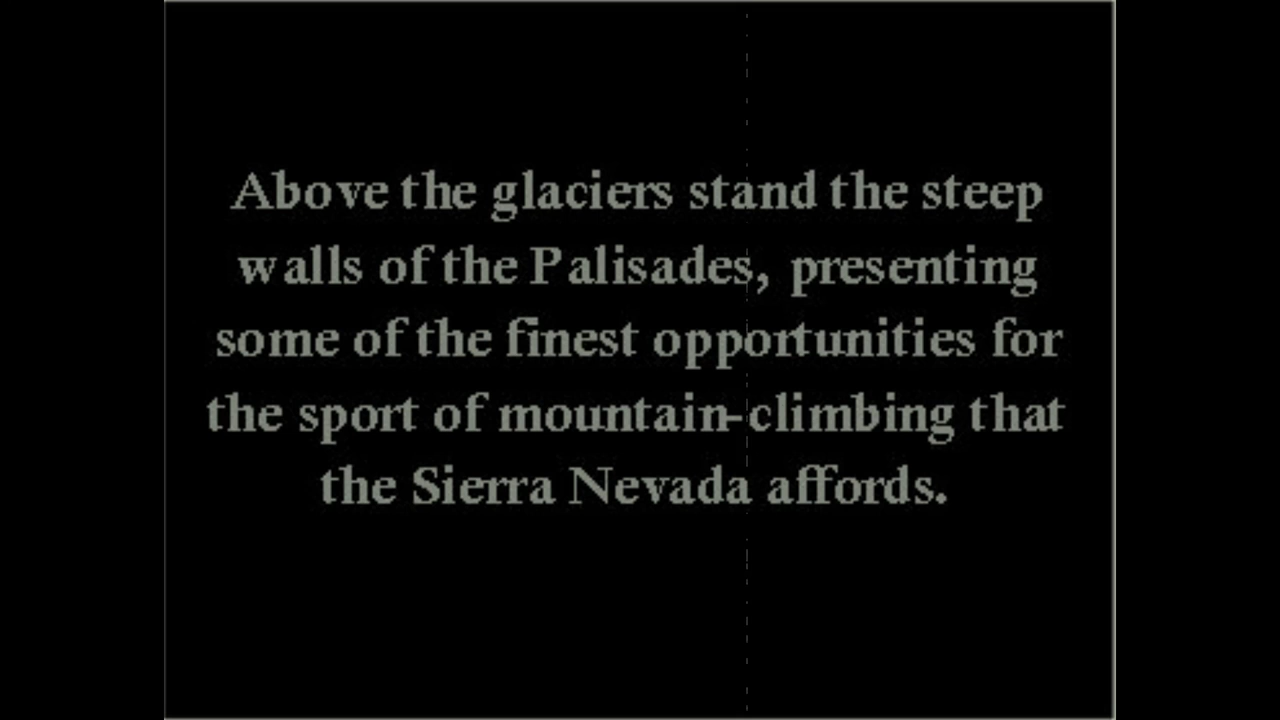 Above the glaciers stand the steep
walls of the Palisades, presenting
some of the finest opportunities for
the sport of mountain-climbing that
the Sierra Nevada affords.